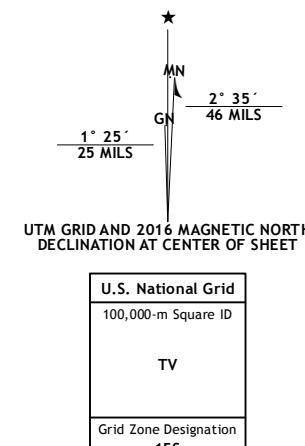 ★
MN
GN
2° 35´
46 MILS
1° 25´
25 MILS
UTM GRID AND 2016 MAGNETIC NORTH
DECLINATION AT CENTER OF SHEET
U.S. National Grid
100,000-m Square ID
TV
Grid Zone Designation